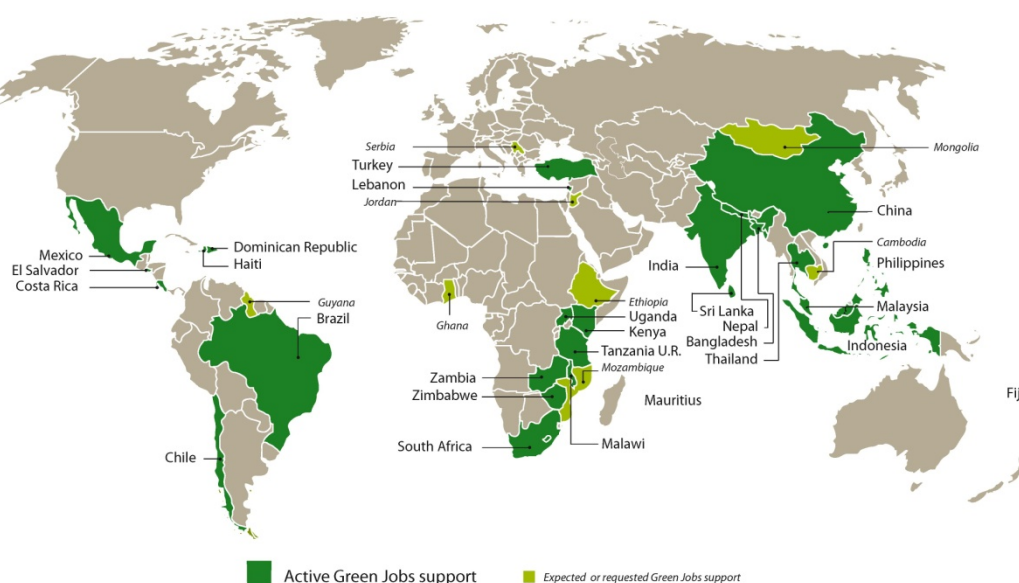 Serbia
Mongolia
Turkey
Lebanon
Jordan
China
Dominican Republic
Cambodia
Mexico
Haiti
India
Philippines
El Salvador
Costa Rica
Guyana
Ethiopia
Brazil
Ghana
Uganda
Sri Lanka
Malaysia
Nepal
Kenya
Bangladesh
Indonesia
Tanzania U.R.
Thailand
Mozambique
Zambia
Zimbabwe
Mauritius
Fij
South Africa
Malawi
Chile
Active Green Jobs support
Expected or requested Green Jobs support